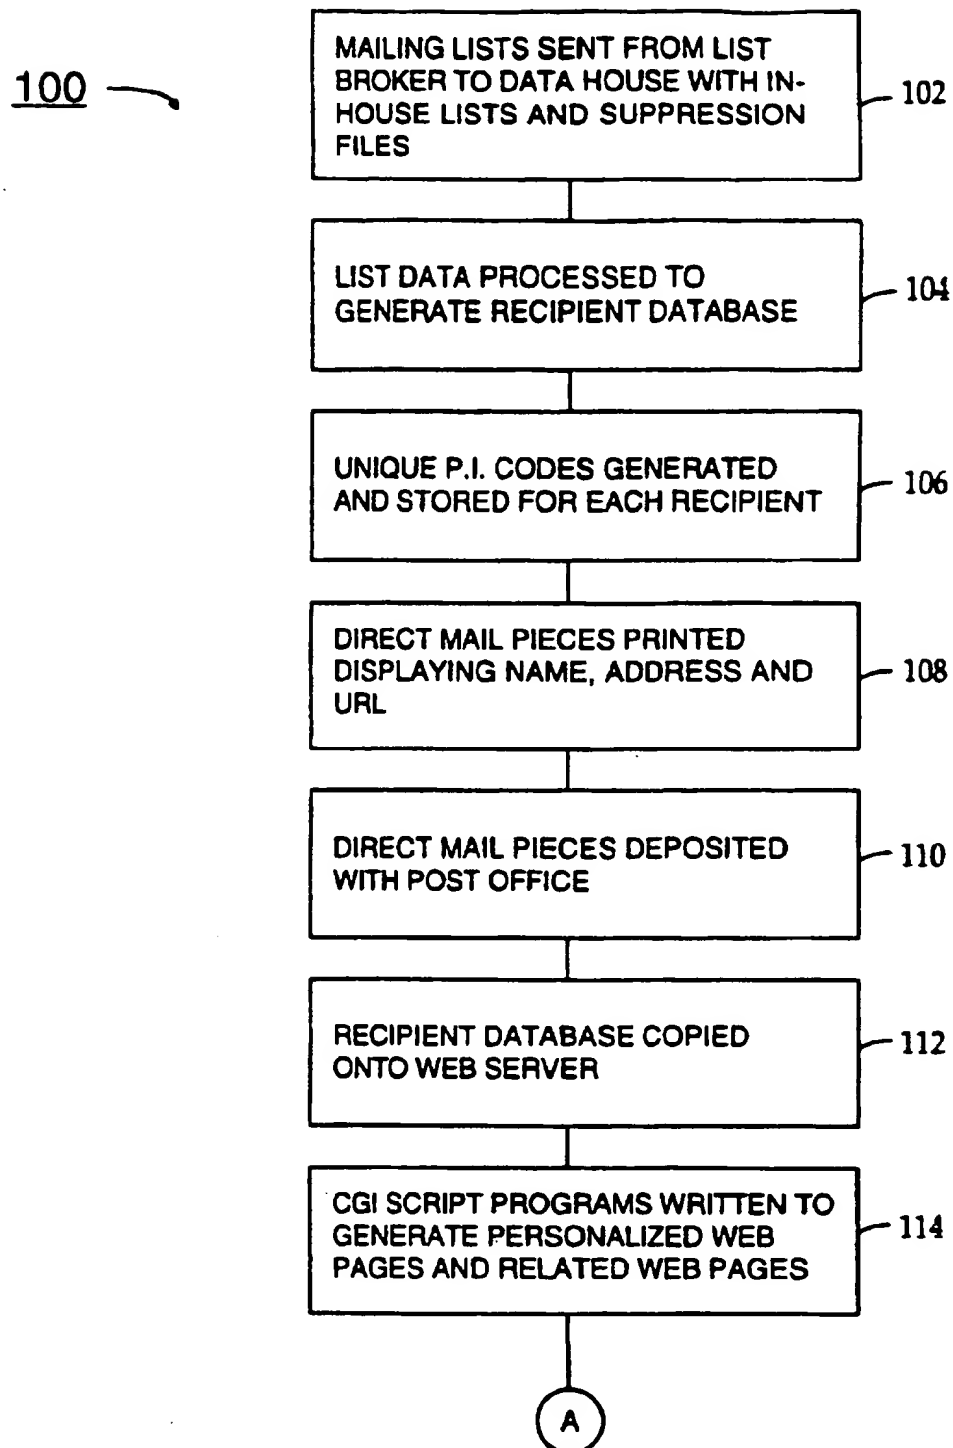 100
MAILING LISTS SENT FROM LIST
BROKER TO DATA HOUSE WITH IN-
HOUSE LISTS AND SUPPRESSION
FILES
102
LIST DATA PROCESSED TO
GENERATE RECIPIENT DATABASE
104
UNIQUE P.I. CODES GENERATED
AND STORED FOR EACH RECIPIENT
106
DIRECT MAIL PIECES PRINTED
DISPLAYING NAME, ADDRESS AND
URL
108
DIRECT MAIL PIECES DEPOSITED
WITH POST OFFICE
110
RECIPIENT DATABASE COPIED
ONTO WEB SERVER
112
CGI SCRIPT PROGRAMS WRITTEN TO
GENERATE PERSONALIZED WEB
PAGES AND RELATED WEB PAGES
114
A